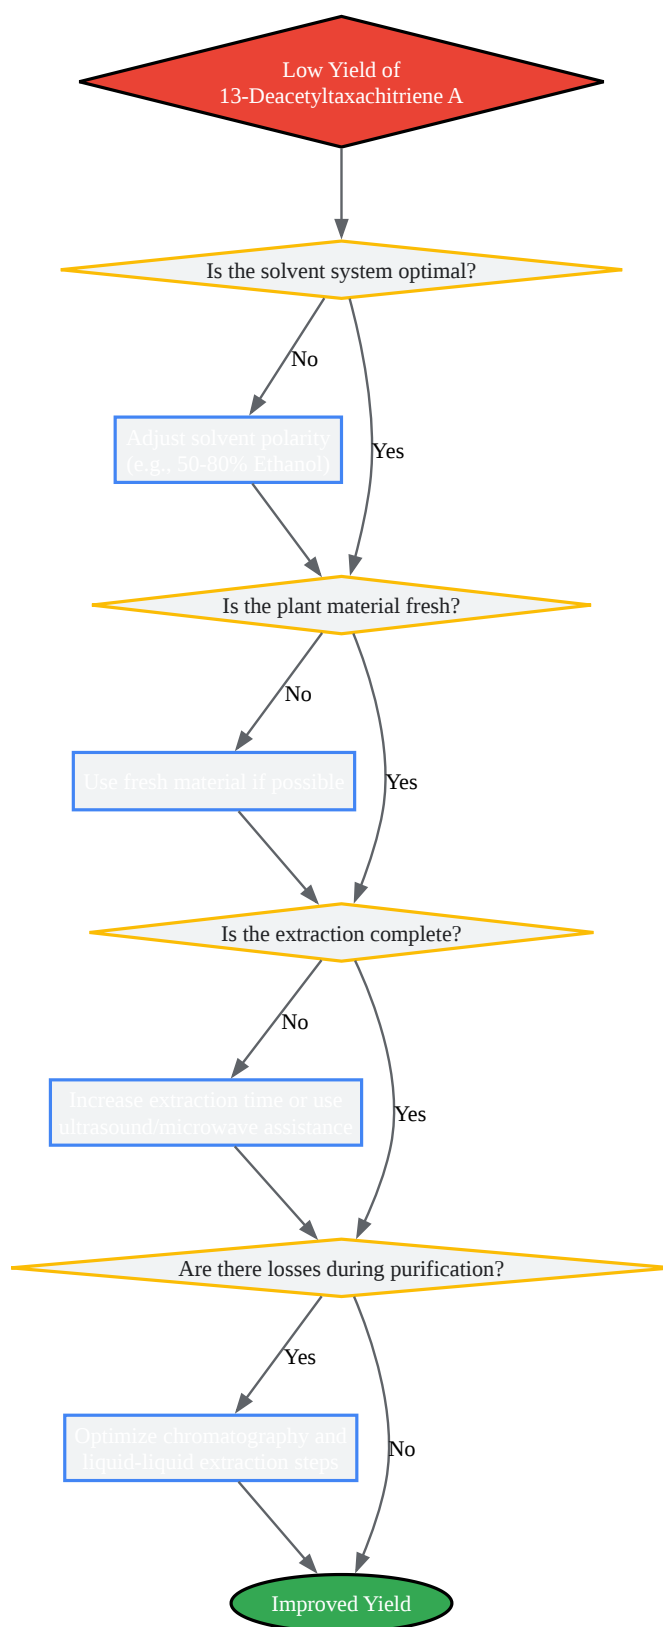 Low Yield of
13-Deacetyltaxachitriene A
Is the solvent system optimal?
No
Adjust solvent polarity
(e.g., 50-80% Ethanol)
Yes
Is the plant material fresh?
No
Use fresh material if possible
Yes
Is the extraction complete?
No
Increase extraction time or use
ultrasound/microwave assistance
Yes
Are there losses during purification?
Yes
Optimize chromatography and
liquid-liquid extraction steps
No
Improved Yield